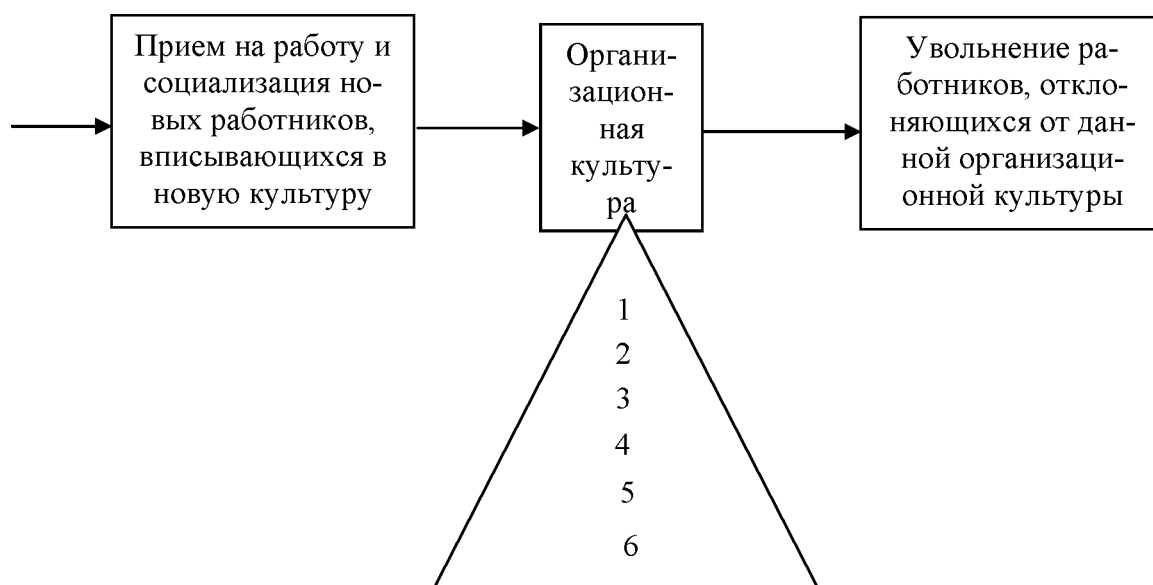 Прием на работу и
социализация но-
вых работников,
вписывающихся в
новую культуру
Органи-
зацион-
ная
культу-
ра
Увольнение ра-
ботников, откло-
няющихся от дан-
ной организаци-
онной культуры
1
2
3
4
5
6